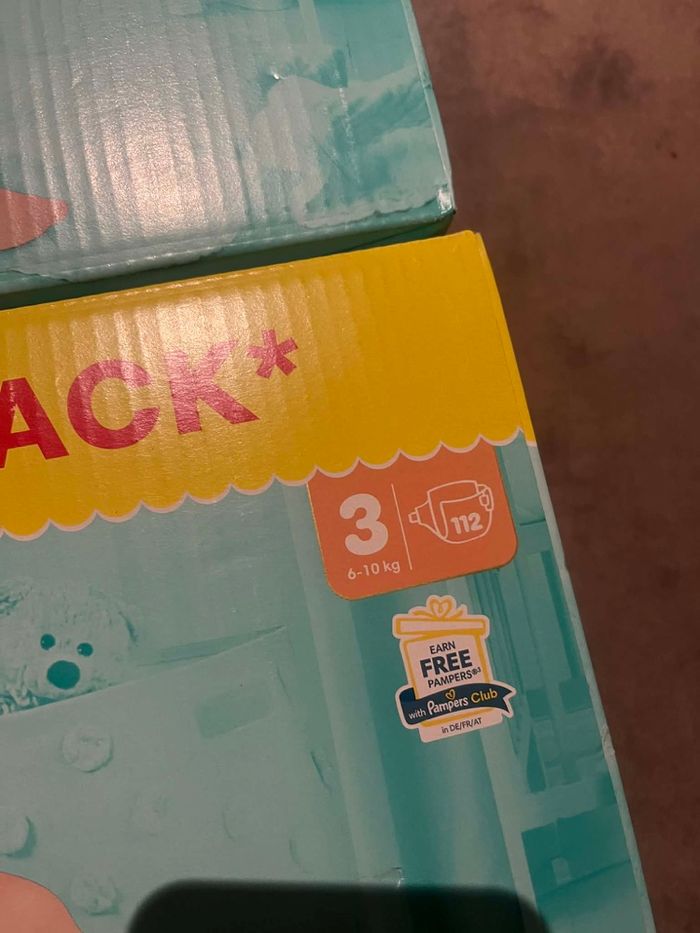 ACK*
3
112
6-10 kg
EARN
FREE
PAMPERS®³
with Pampers Club
in DE/FR/AT